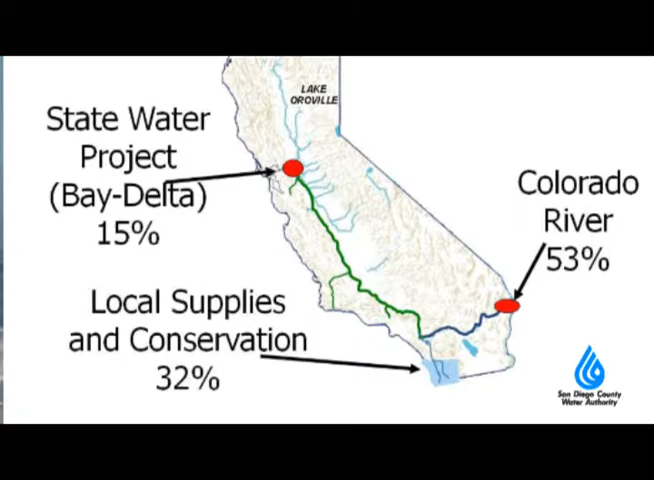 LAKE
OROVILLE
State Water
Project
(Bay-Delta)
15%
Colorado
River
53%
Local Supplies
and Conservation
32%
San Diego County
Water Authority